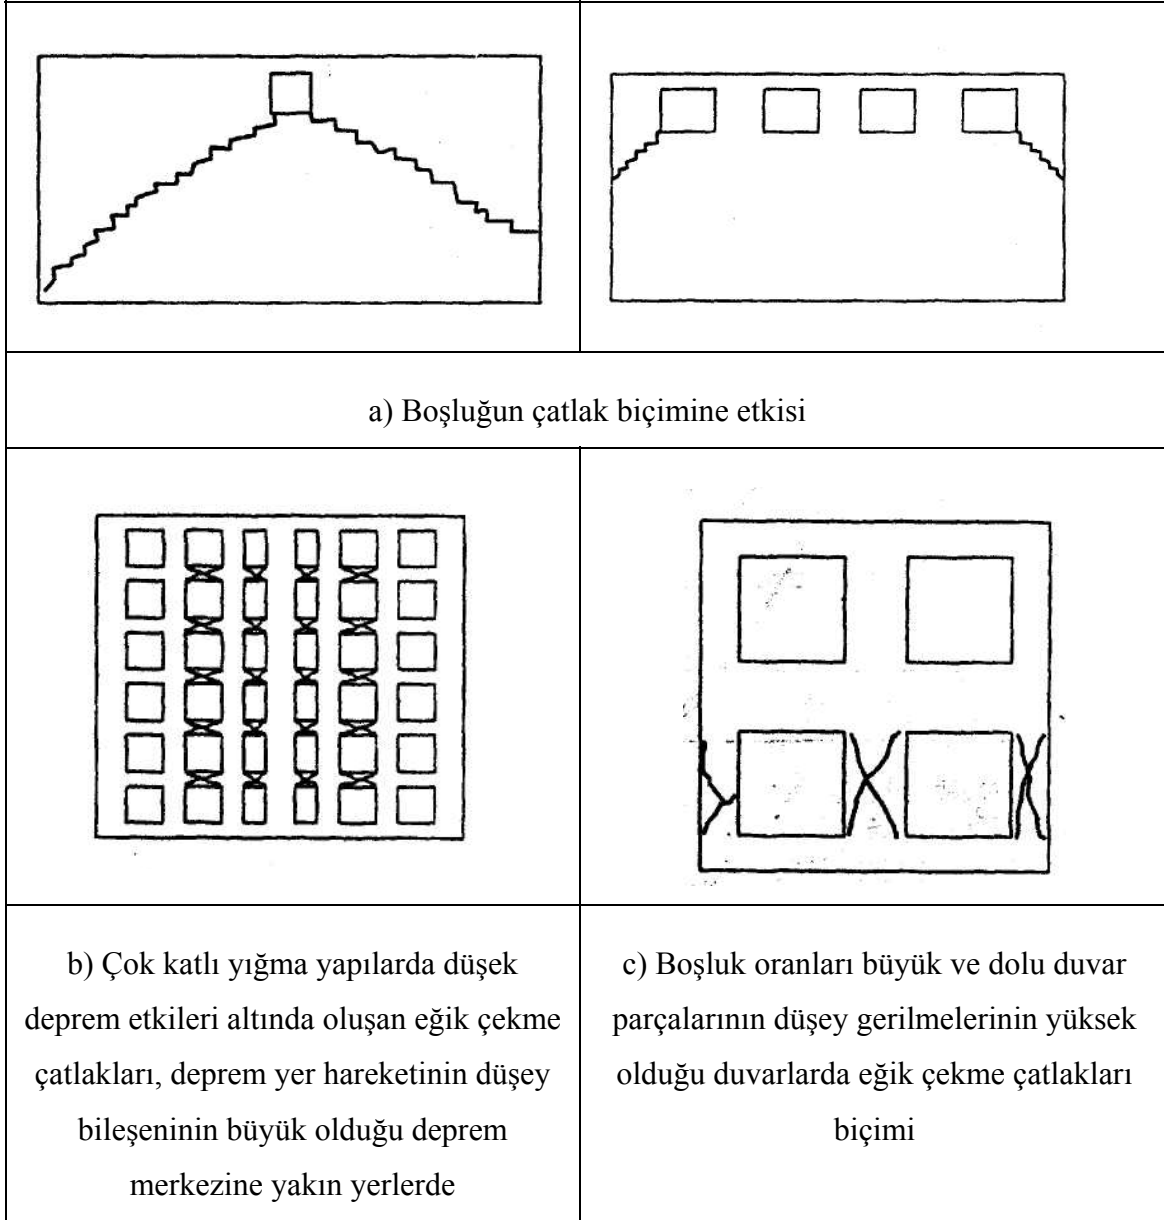 a) Boşluğun çatlak biçimine etkisi
b) Çok katlı yığma yapılarda düşek
deprem etkileri altında oluşan eğik çekme
çatlakları, deprem yer hareketinin düşey
bileşeninin büyük olduğu deprem
merkezine yakın yerlerde
c) Boşluk oranları büyük ve dolu duvar
parçalarının düşey gerilmelerinin yüksek
olduğu duvarlarda eğik çekme çatlakları
biçimi